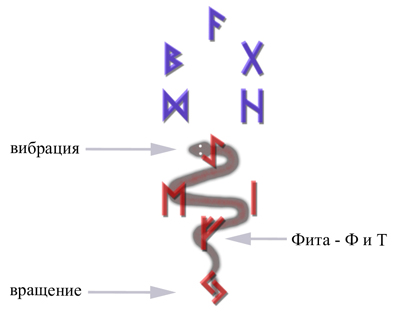 ᚨ
ᛒ ᚷ
ᛞ ᚺ
вибрация
ᛖ ᛁ
ᚠ
Фита - Ф и Т
вращение